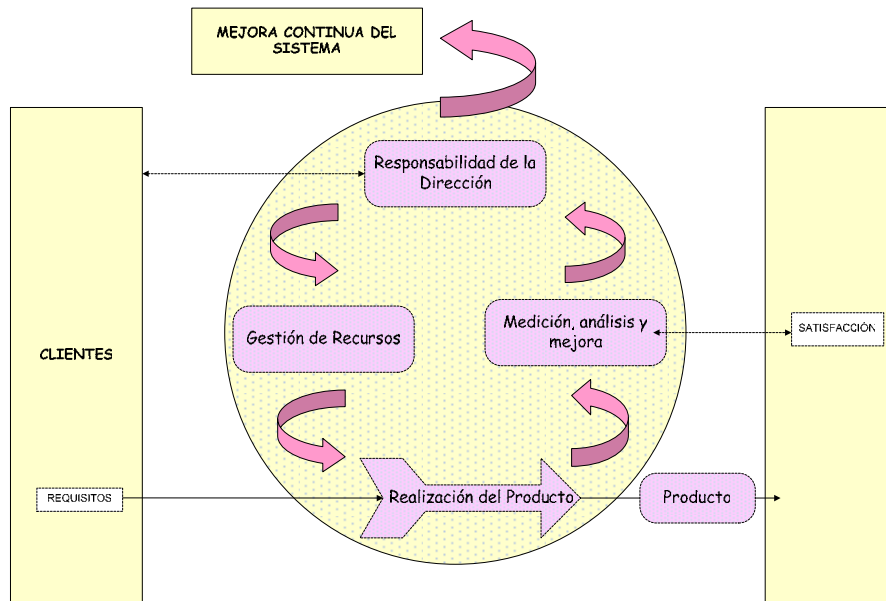 MEJORA CONTINUA DEL
SISTEMA
Responsabilidad de la
Dirección
Gestión de Recursos
Medición, análisis y
mejora
SATISFACCIÓN
CLIENTES
REQUISITOS
Realización del Producto
Producto